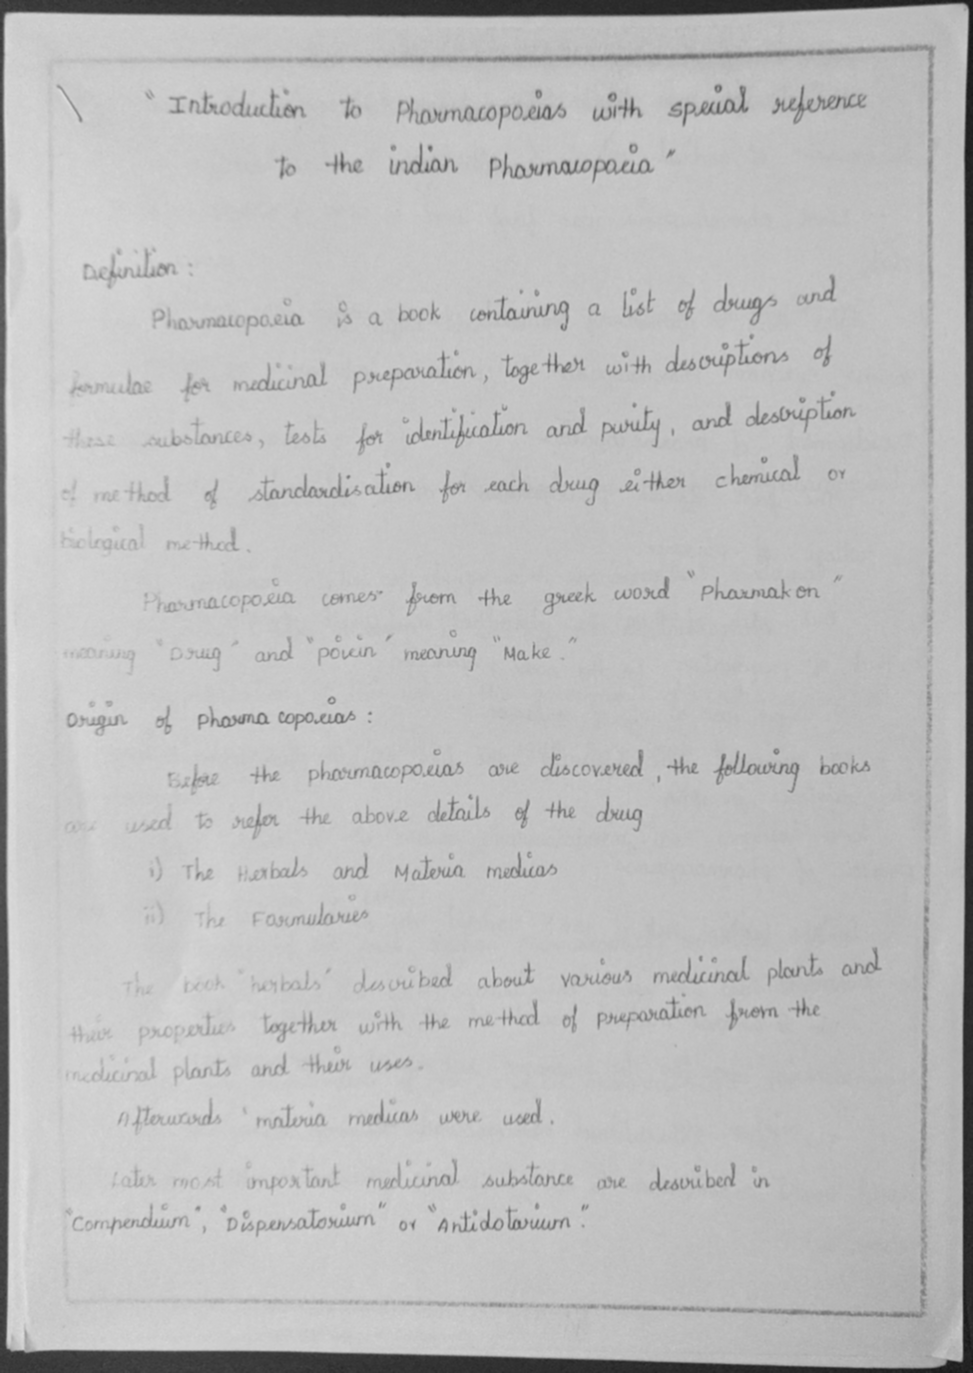 "Introduction to Pharmacopoeias with special reference
to the indian Pharmacopoeia"
Definition :
Pharmacopoeia is a book containing a list of drugs and
formulae for medicinal preparation, together with descriptions of
these substances, tests for identification and purity, and description
of method of standardisation for each drug either chemical or
biological method.
Pharmacopoeia comes from the greek word "Pharmakon"
meaning "Drug" and "poiein" meaning "Make."
Origin of pharma copoeias :
Before the pharmacopoeias are discovered, the following books
are used to refer the above details of the drug
i) The Herbals and Materia medicas
ii) The Formularies
The book "herbals" described about various medicinal plants and
their properties together with the method of preparation from the
medicinal plants and their uses.
Afterwards 'materia medicas were used.
Later most important medicinal substance are described in
"Compendium", "Dispensatorium" or "Antidotarium".